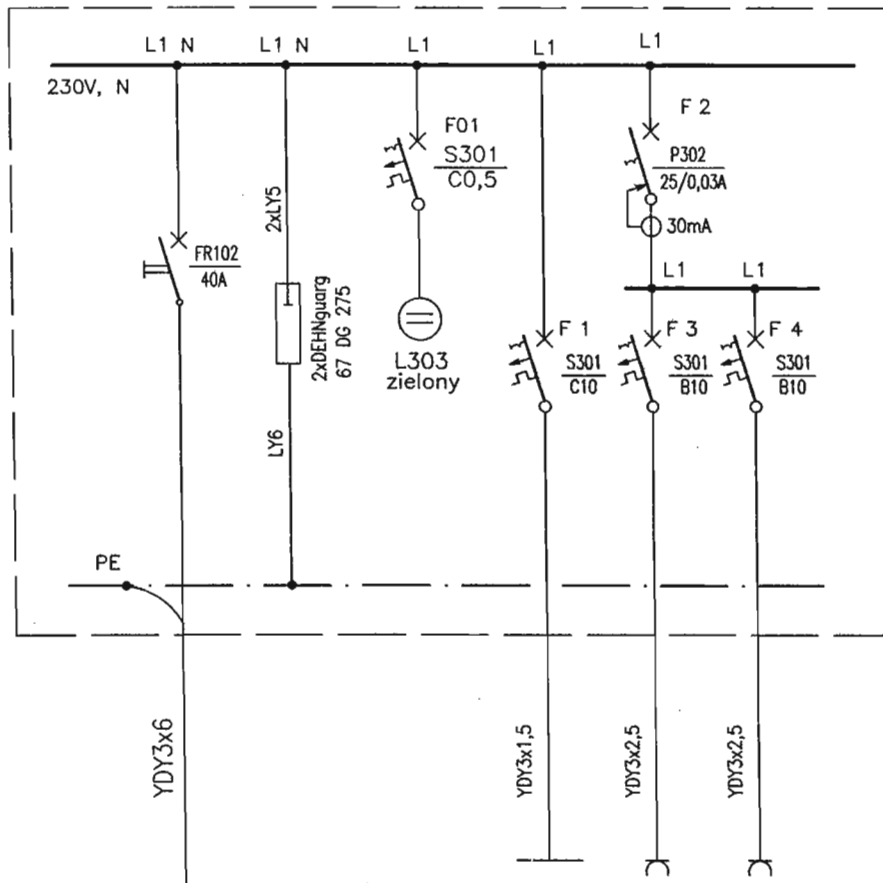 L1 N
L1 N
L1
L1
L1
230V, N
F01
S301
C0,5
F 2
P302
25/0,03A
30mA
2xLY5
FR102
40A
2xDEHNguarg
67 DG 275
L303
zielony
L1
L1
F 1
S301
C10
F 3
S301
B10
F 4
S301
B10
LY6
PE
YDY3x6
YDY3x1,5
YDY3x2,5
YDY3x2,5